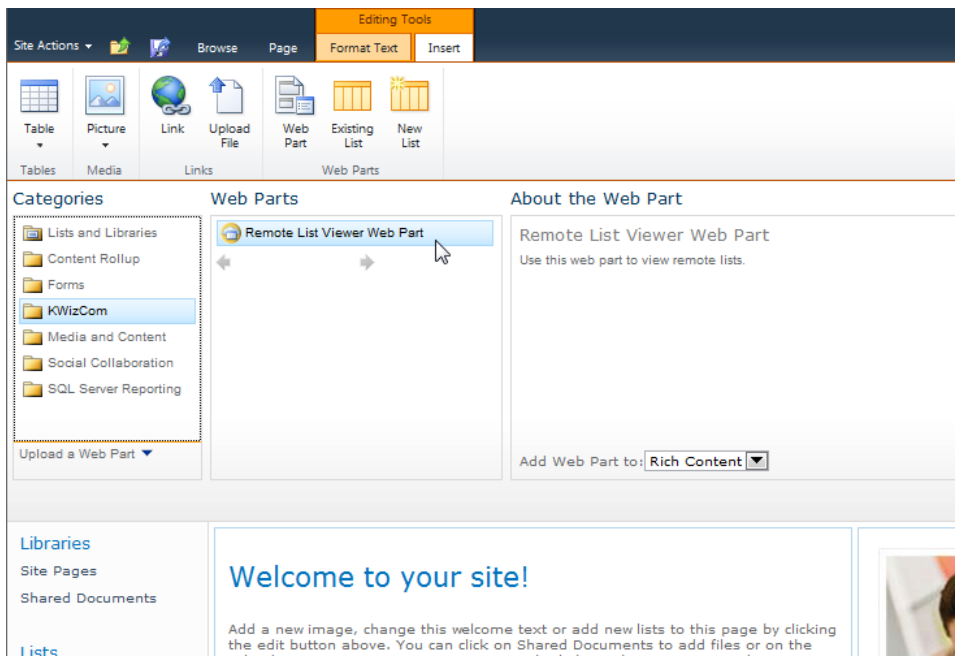 Editing Tools
Site Actions Browse Page Format Text Insert
Table Picture Link Upload File Web Part Existing List New List
Tables Media Links Web Parts
Categories
Lists and Libraries
Content Rollup
Forms
KWizCom
Media and Content
Social Collaboration
SQL Server Reporting
Upload a Web Part
Web Parts
Remote List Viewer Web Part
About the Web Part
Remote List Viewer Web Part
Use this web part to view remote lists.
Add Web Part to: Rich Content
Libraries
Site Pages
Shared Documents
Lists
Welcome to your site!
Add a new image, change this welcome text or add new lists to this page by clicking
the edit button above. You can click on Shared Documents to add files or on the